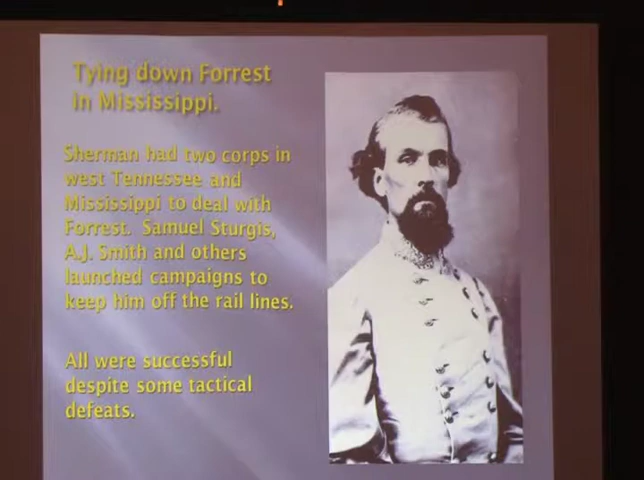 Tying down Forrest
in Mississippi.
Sherman had two corps in
west Tennessee and
Mississippi to deal with
Forrest. Samuel Sturgis,
A.J. Smith and others
launched campaigns to
keep him off the rail lines.
All were successful
despite some tactical
defeats.